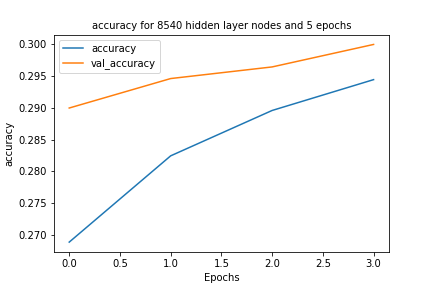 accuracy for 8540 hidden layer nodes and 5 epochs
accuracy
val_accuracy
0.300
0.295
0.290
0.285
0.280
0.275
0.270
accuracy
0.0 0.5 1.0 1.5 2.0 2.5 3.0
Epochs